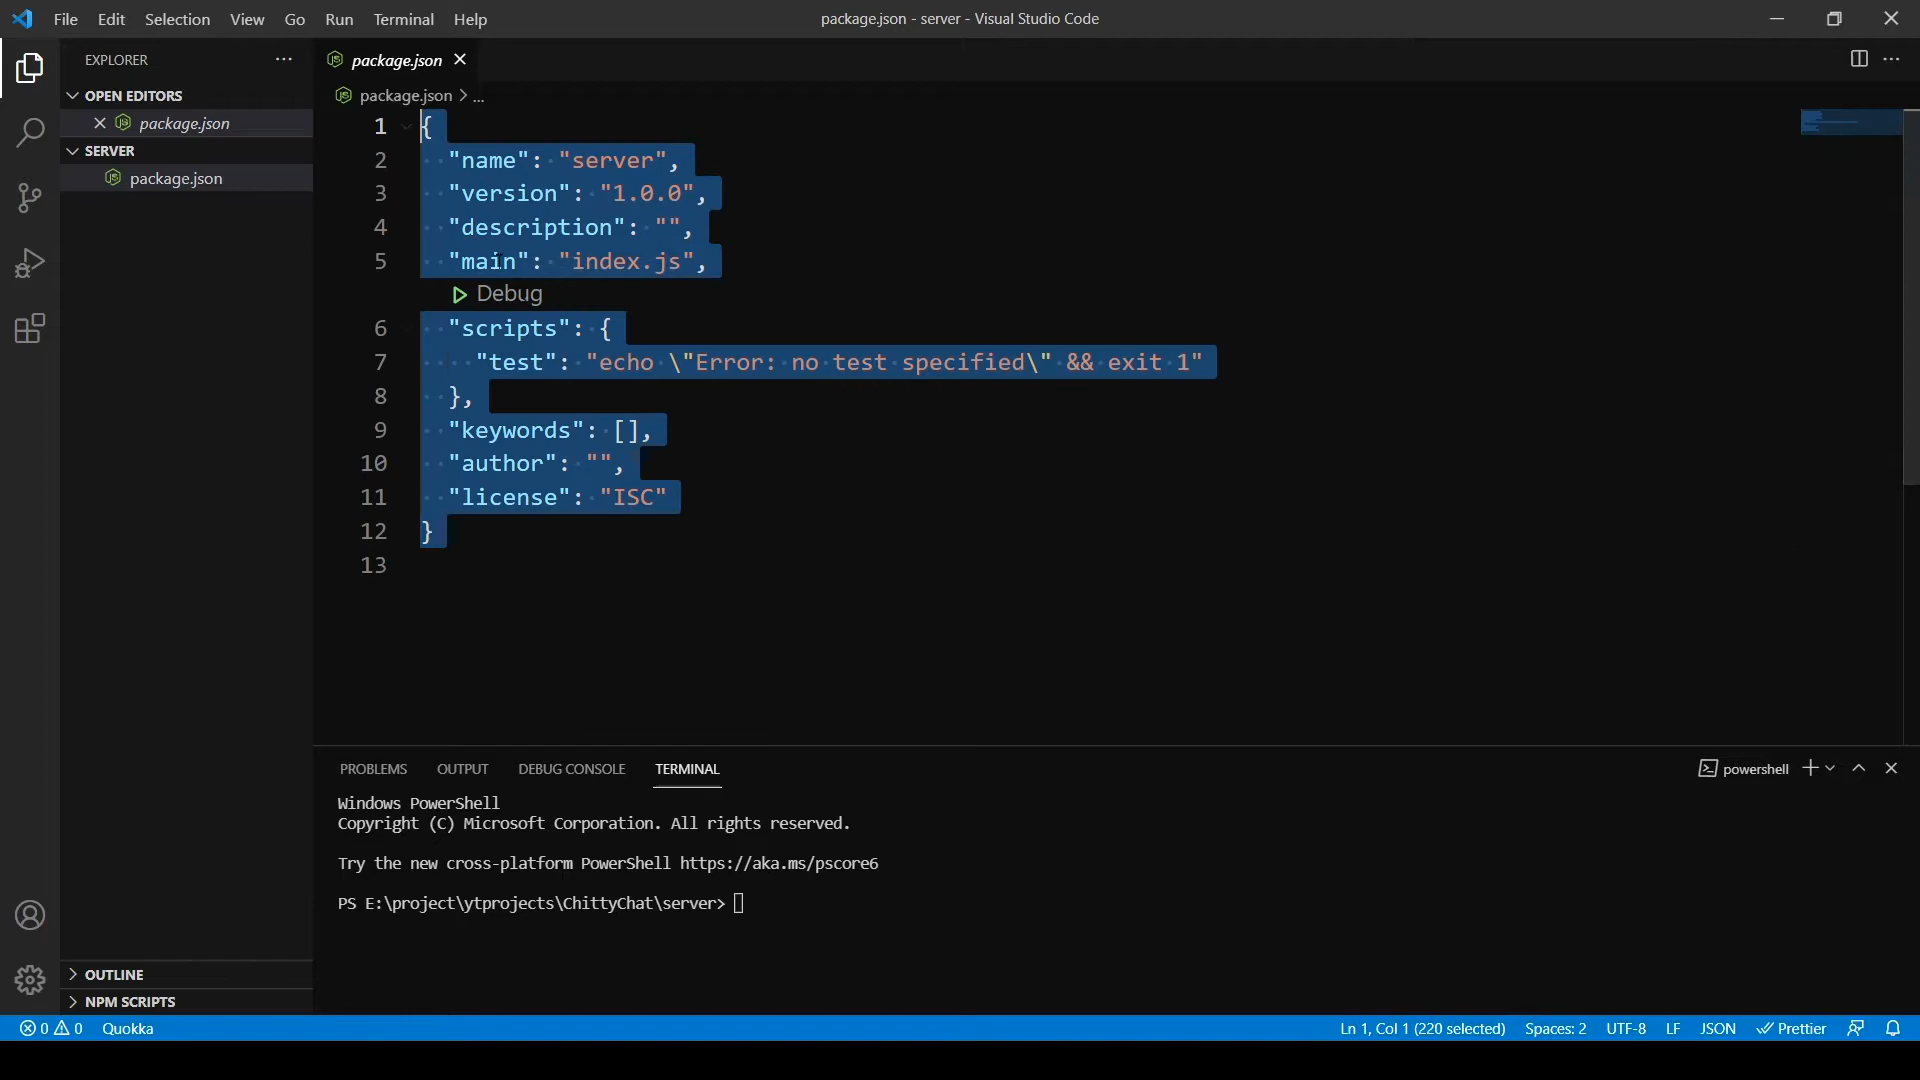 File Edit Selection View Go Run Terminal Help
package.json - server - Visual Studio Code
EXPLORER
OPEN EDITORS
package.json
SERVER
package.json
OUTLINE
NPM SCRIPTS
package.json
package.json > ...
1 {
2 "name": "server",
3 "version": "1.0.0",
4 "description": "",
5 "main": "index.js",
Debug
6 "scripts": {
7 "test": "echo \"Error: no test specified\" && exit 1"
8 },
9 "keywords": [],
10 "author": "",
11 "license": "ISC"
12 }
13
PROBLEMS OUTPUT DEBUG CONSOLE TERMINAL
powershell
Windows PowerShell
Copyright (C) Microsoft Corporation. All rights reserved.
Try the new cross-platform PowerShell https://aka.ms/pscore6
PS E:\project\ytprojects\ChittyChat\server>
0 0 Quokka
Ln 1, Col 1 (220 selected) Spaces: 2 UTF-8 LF JSON Prettier